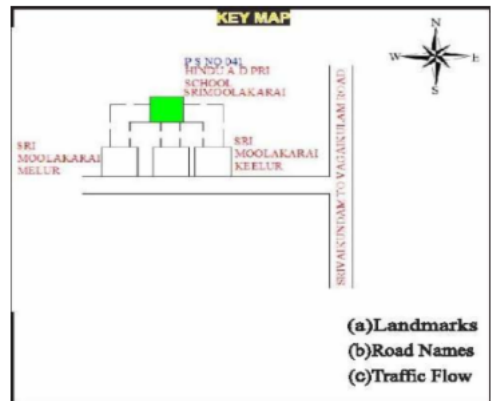 KEY MAP
N
W E
S
P S NO 041
HINDU A D PRI
SCHOOL
SRIMOOLAKARAI
SRI
MOOLAKARAI
MELUR
SRI
MOOLAKARAI
KEELUR
SRIVAIKUNDAM TO VAGAIKULAM ROAD
(a)Landmarks
(b)Road Names
(c)Traffic Flow